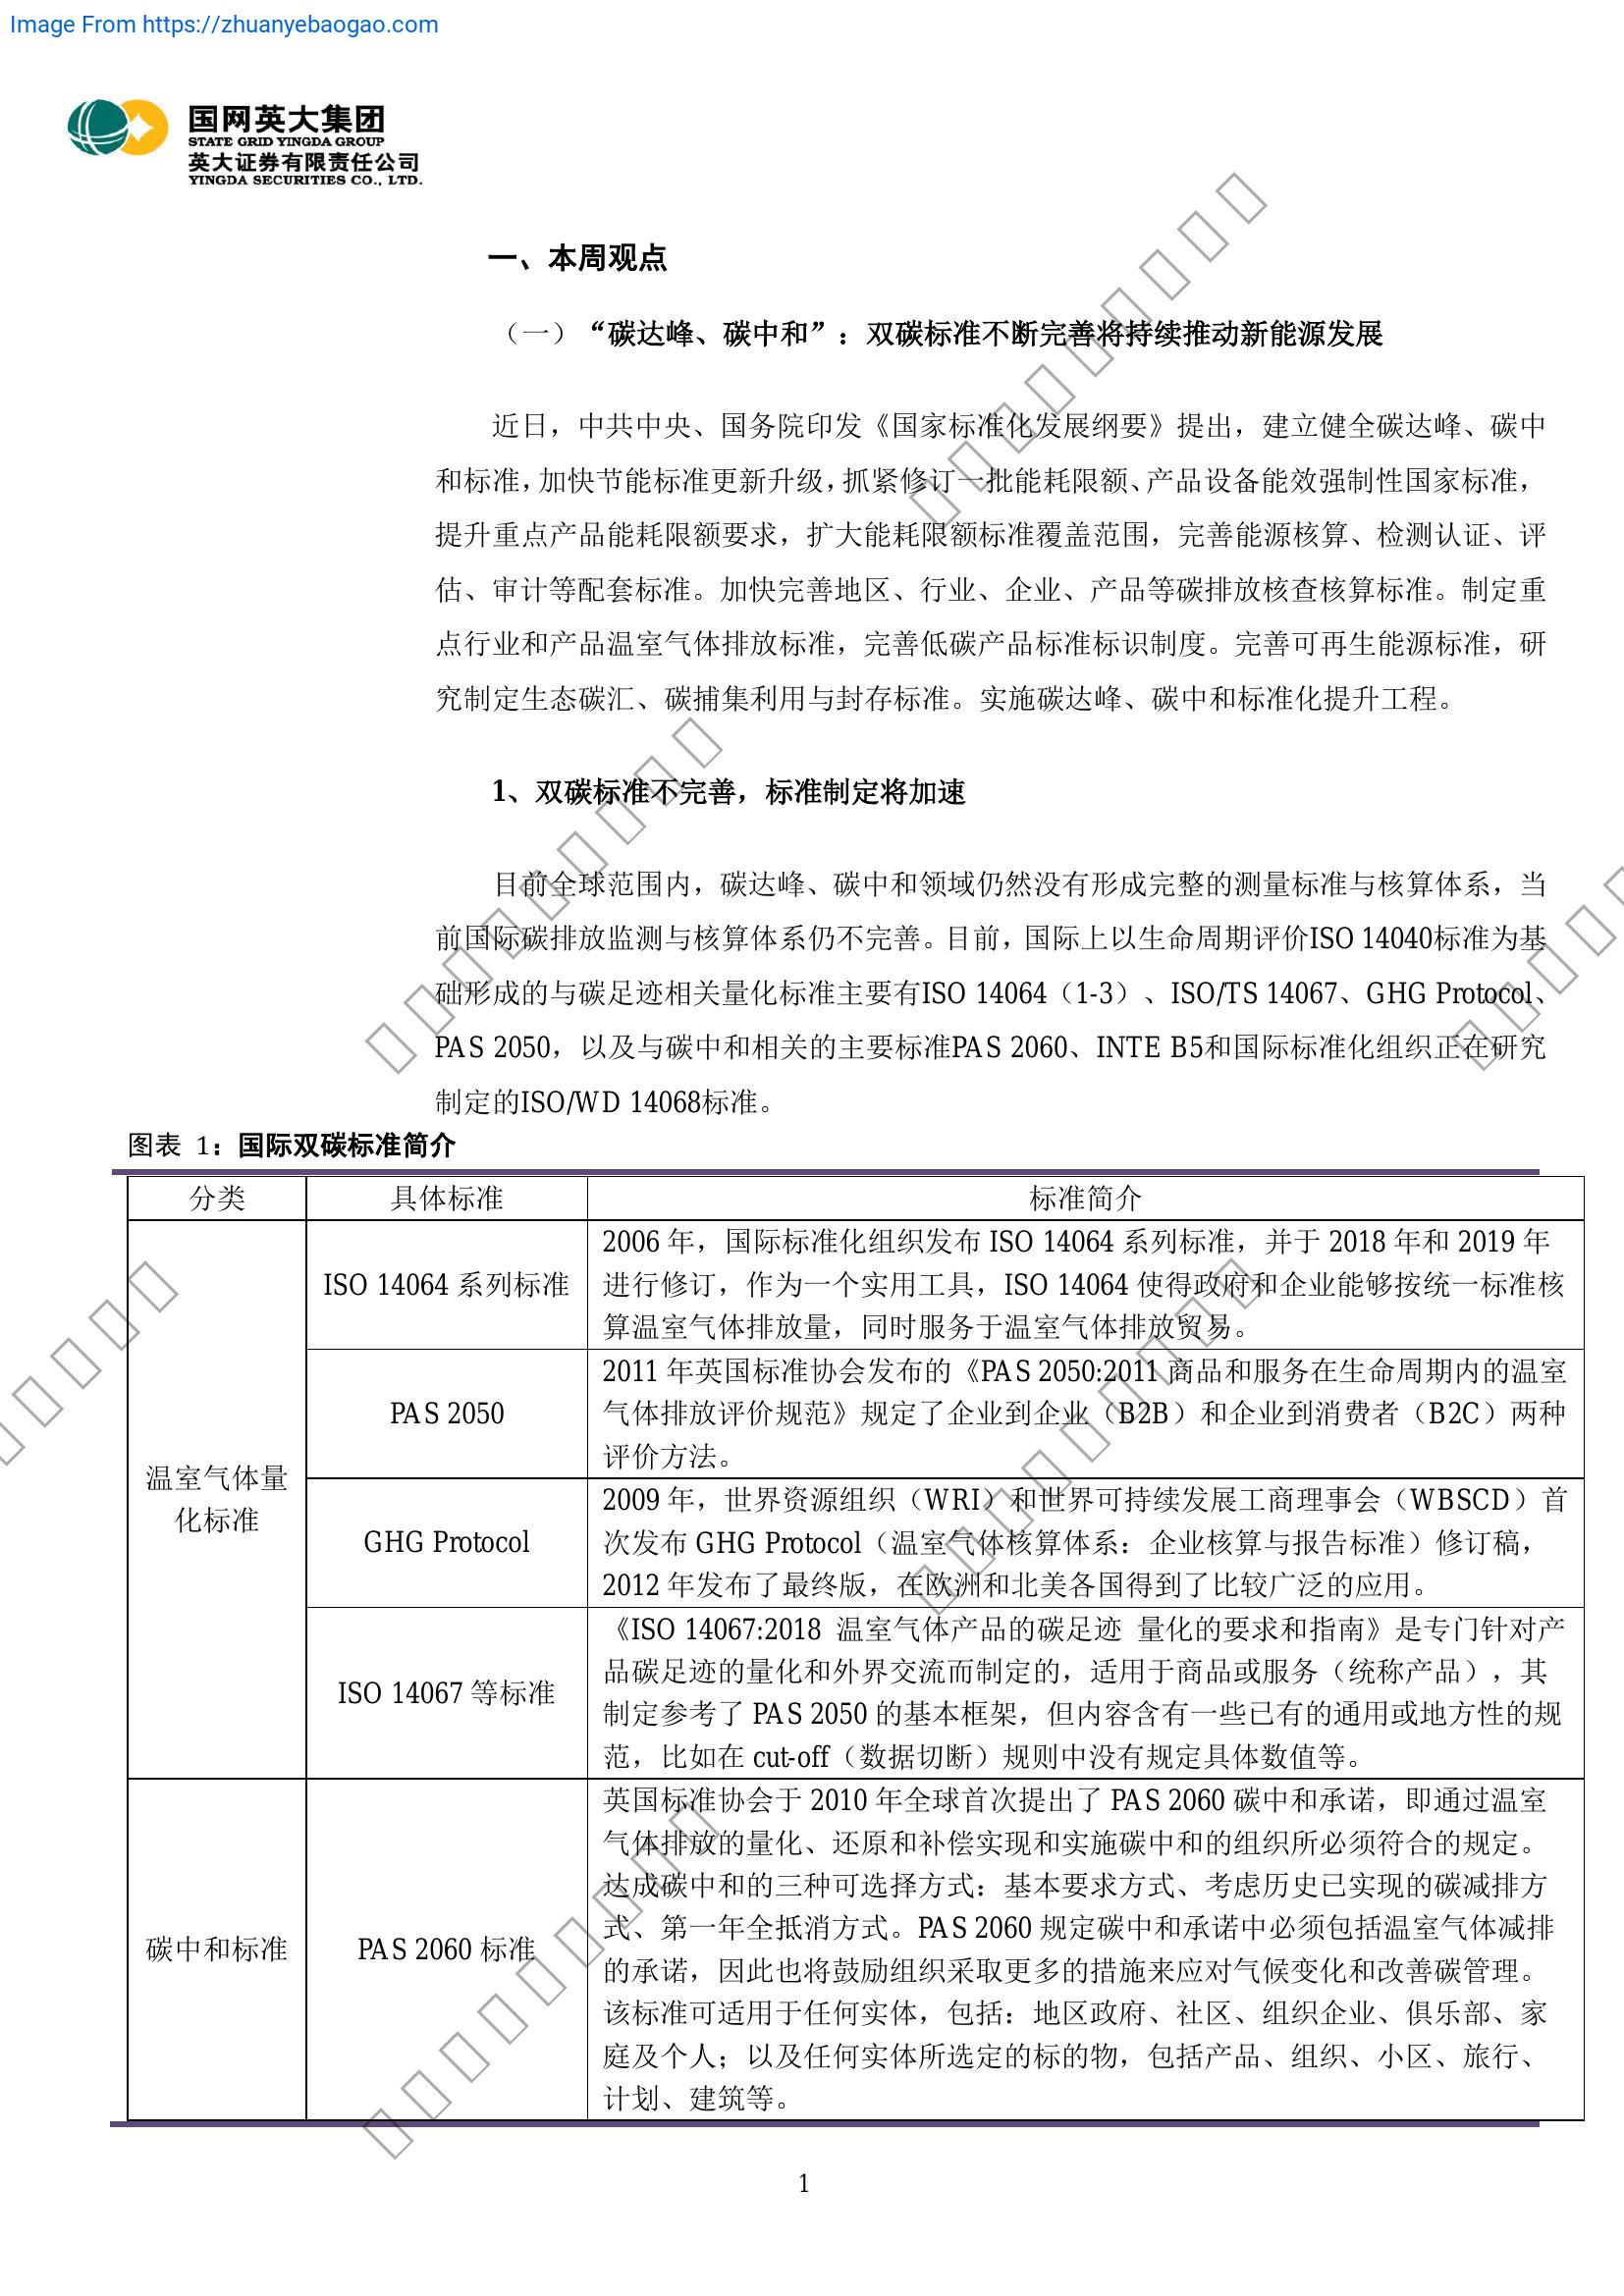 Image From https://zhuanyebaogao.com
国网英大集团
STATE GRID YINGDA GROUP
英大证券有限责任公司
YINGDA SECURITIES CO., LTD.
一、本周观点
（一）“碳达峰、碳中和”：双碳标准不断完善将持续推动新能源发展
近日，中共中央、国务院印发《国家标准化发展纲要》提出，建立健全碳达峰、碳中
和标准，加快节能标准更新升级，抓紧修订一批能耗限额、产品设备能效强制性国家标准，
提升重点产品能耗限额要求，扩大能耗限额标准覆盖范围，完善能源核算、检测认证、评
估、审计等配套标准。加快完善地区、行业、企业、产品等碳排放核查核算标准。制定重
点行业和产品温室气体排放标准，完善低碳产品标准标识制度。完善可再生能源标准，研
究制定生态碳汇、碳捕集利用与封存标准。实施碳达峰、碳中和标准化提升工程。
1、双碳标准不完善，标准制定将加速
目前全球范围内，碳达峰、碳中和领域仍然没有形成完整的测量标准与核算体系，当
前国际碳排放监测与核算体系仍不完善。目前，国际上以生命周期评价ISO 14040标准为基
础形成的与碳足迹相关量化标准主要有ISO 14064（1-3）、ISO/TS 14067、GHG Protocol、
PAS 2050，以及与碳中和相关的主要标准PAS 2060、INTE B5和国际标准化组织正在研究
制定的ISO/WD 14068标准。
图表 1：国际双碳标准简介
分类 具体标准 标准简介
温室气体量
化标准
ISO 14064 系列标准
2006 年，国际标准化组织发布 ISO 14064 系列标准，并于 2018 年和 2019 年
进行修订，作为一个实用工具，ISO 14064 使得政府和企业能够按统一标准核
算温室气体排放量，同时服务于温室气体排放贸易。
PAS 2050
2011 年英国标准协会发布的《PAS 2050:2011 商品和服务在生命周期内的温室
气体排放评价规范》规定了企业到企业（B2B）和企业到消费者（B2C）两种
评价方法。
GHG Protocol
2009 年，世界资源组织（WRI）和世界可持续发展工商理事会（WBSCD）首
次发布 GHG Protocol（温室气体核算体系：企业核算与报告标准）修订稿，
2012 年发布了最终版，在欧洲和北美各国得到了比较广泛的应用。
ISO 14067 等标准
《ISO 14067:2018 温室气体产品的碳足迹 量化的要求和指南》是专门针对产
品碳足迹的量化和外界交流而制定的，适用于商品或服务（统称产品），其
制定参考了 PAS 2050 的基本框架，但内容含有一些已有的通用或地方性的规
范，比如在 cut-off（数据切断）规则中没有规定具体数值等。
碳中和标准
PAS 2060 标准
英国标准协会于 2010 年全球首次提出了 PAS 2060 碳中和承诺，即通过温室
气体排放的量化、还原和补偿实现和实施碳中和的组织所必须符合的规定。
达成碳中和的三种可选择方式：基本要求方式、考虑历史已实现的碳减排方
式、第一年全抵消方式。PAS 2060 规定碳中和承诺中必须包括温室气体减排
的承诺，因此也将鼓励组织采取更多的措施来应对气候变化和改善碳管理。
该标准可适用于任何实体，包括：地区政府、社区、组织企业、俱乐部、家
庭及个人；以及任何实体所选定的标的物，包括产品、组织、小区、旅行、
计划、建筑等。
1